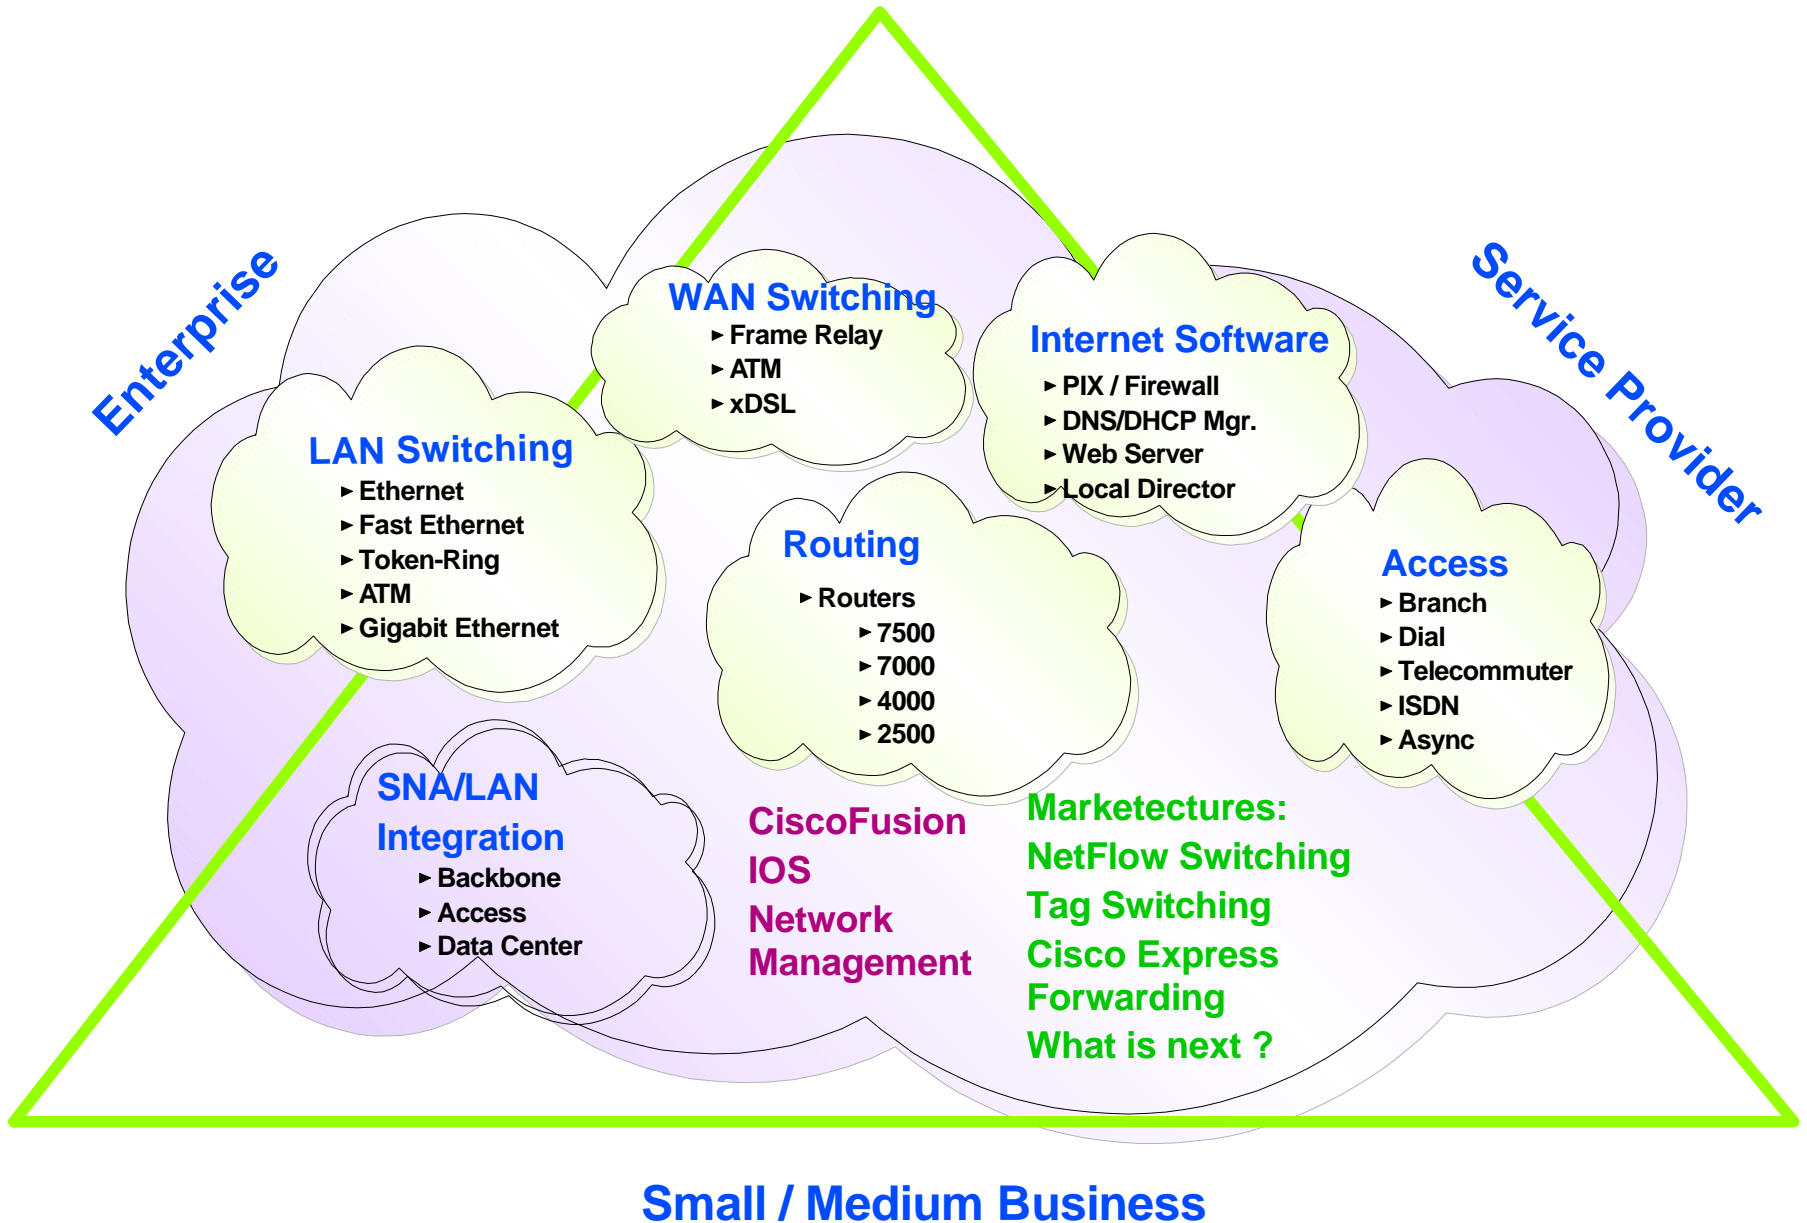 Enterprise
Service Provider
WAN Switching
► Frame Relay
► ATM
► xDSL
Internet Software
► PIX / Firewall
► DNS/DHCP Mgr.
► Web Server
► Local Director
LAN Switching
► Ethernet
► Fast Ethernet
► Token-Ring
► ATM
► Gigabit Ethernet
Routing
► Routers
► 7500
► 7000
► 4000
► 2500
Access
► Branch
► Dial
► Telecommuter
► ISDN
► Async
SNA/LAN
Integration
► Backbone
► Access
► Data Center
CiscoFusion
IOS
Network
Management
Marketectures:
NetFlow Switching
Tag Switching
Cisco Express
Forwarding
What is next ?
Small / Medium Business